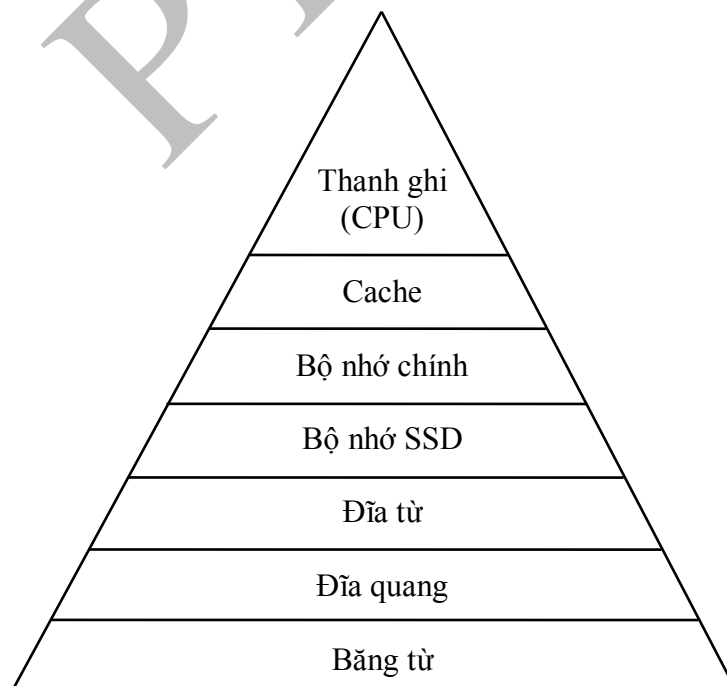 Thanh ghi
(CPU)
Cache
Bộ nhớ chính
Bộ nhớ SSD
Đĩa từ
Đĩa quang
Băng từ